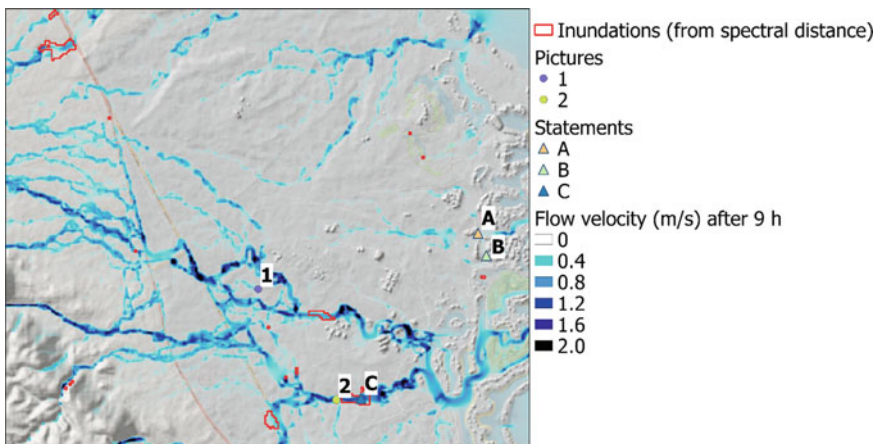 Inundations (from spectral distance)
Pictures
1
2
Statements
A
B
C
Flow velocity (m/s) after 9 h
0
0.4
0.8
1.2
1.6
2.0
A
B
1
2 C